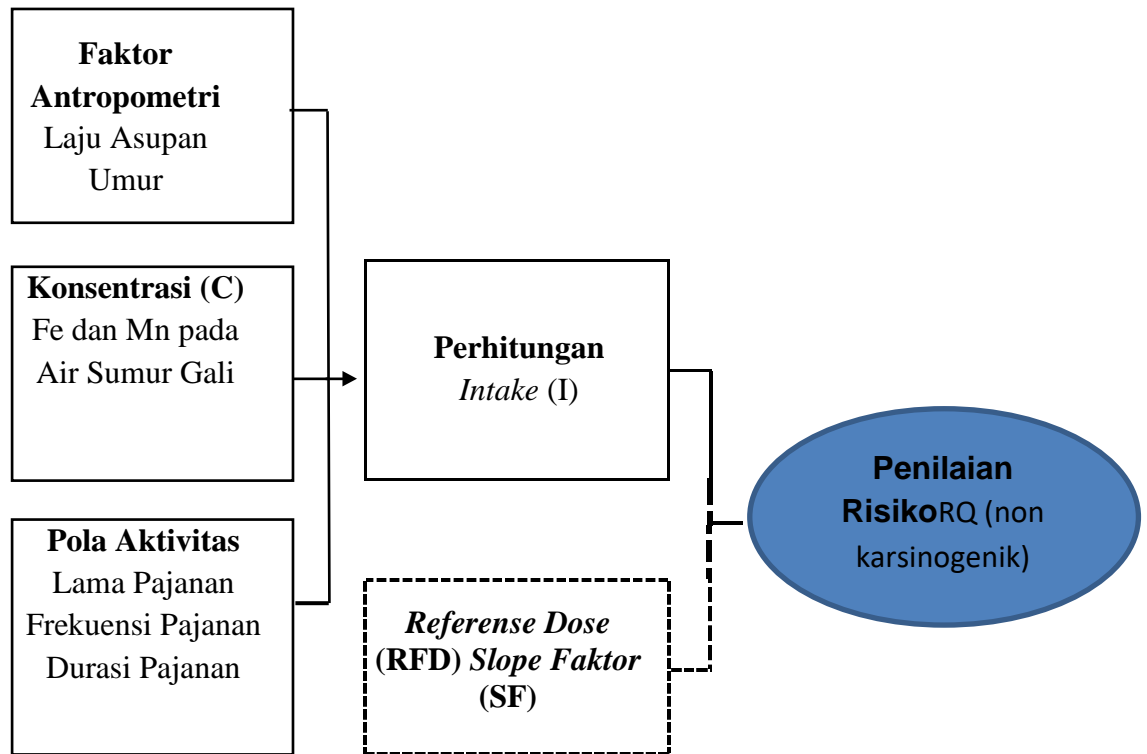 Faktor
Antropometri
Laju Asupan
Umur
Konsentrasi (C)
Fe dan Mn pada
Air Sumur Gali
Pola Aktivitas
Lama Pajanan
Frekuensi Pajanan
Durasi Pajanan
Perhitungan
Intake (I)
Referense Dose
(RFD) Slope Faktor
(SF)
Penilaian
RisikoRQ (non
karsinogenik)